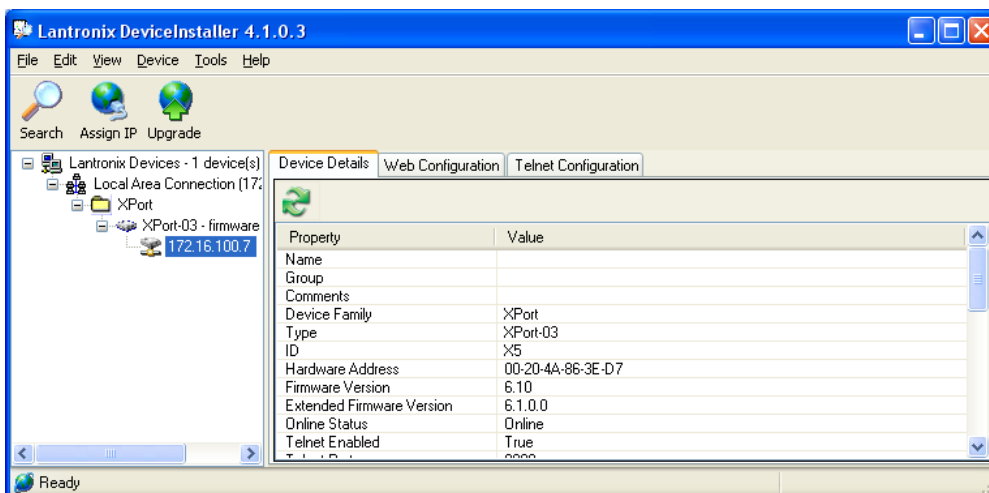 Lantronix DeviceInstaller 4.1.0.3
File Edit View Device Tools Help
Search Assign IP Upgrade
Lantronix Devices - 1 device(s)
Local Area Connection (172
XPort
XPort-03 - firmware
172.16.100.7
Device Details Web Configuration Telnet Configuration
Property Value
Name
Group
Comments
Device Family XPort
Type XPort-03
ID X5
Hardware Address 00-20-4A-86-3E-D7
Firmware Version 6.10
Extended Firmware Version 6.1.0.0
Online Status Online
Telnet Enabled True
Ready